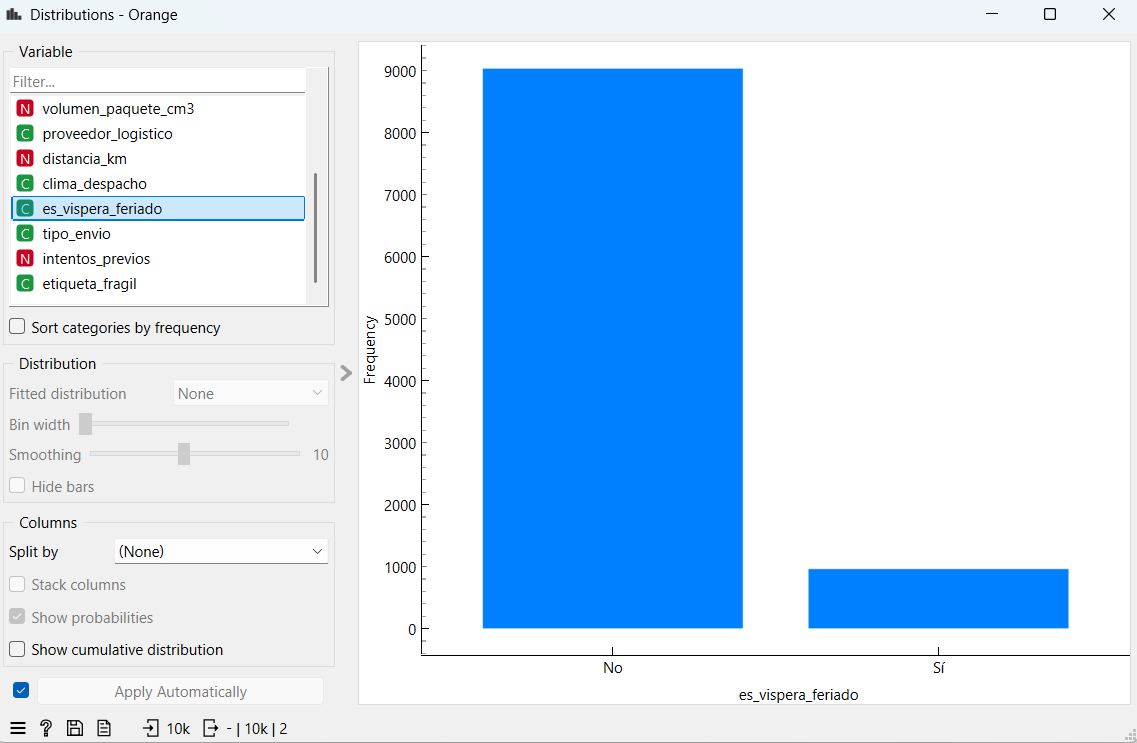 Distributions - Orange
Variable
Filter...
N volumen_paquete_cm3
C proveedor_logistico
N distancia_km
C clima_despacho
C es_vispera_feriado
C tipo_envio
N intentos_previos
C etiqueta_fragil
Sort categories by frequency
Distribution
Fitted distribution None
Bin width
Smoothing 10
Hide bars
Columns
Split by (None)
Stack columns
Show probabilities
Show cumulative distribution
Apply Automatically
? 10k - | 10k | 2
Frequency
9000
8000
7000
6000
5000
4000
3000
2000
1000
0
No Sí
es_vispera_feriado